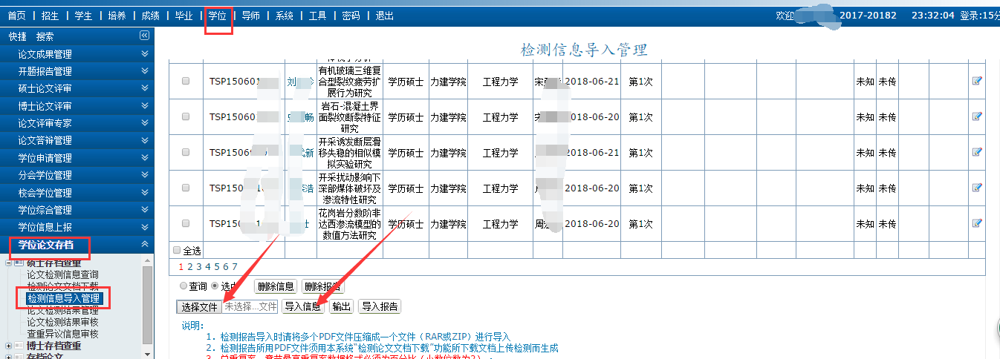 首页 | 招生 | 学生 | 培养 | 成绩 | 毕业 | 学位 | 导师 | 系统 | 工具 | 密码 | 退出
欢迎 2017-20182 23:32:04 登录:15分
快捷 搜索
论文成果管理
开题报告管理
硕士论文评审
博士论文评审
论文评审专家
论文答辩管理
学位申请管理
分会学位管理
校会学位管理
学位综合管理
学位信息上报
学位论文存档
硕士存档查重
论文检测信息查询
检测论文文档下载
检测信息导入管理
论文检测结果管理
论文检测结果审核
查重异议信息审核
博士存档查重
存档论文
检测信息导入管理
TSP15060 刘 有机玻璃三维复合型裂纹疲劳扩展行为研究 学历硕士 力建学院 工程力学 宋 2018-06-21 第1次 未知 未传
TSP15060 畅 岩石-混凝土界面裂纹断裂特征研究 学历硕士 力建学院 工程力学 2018-06-20 第1次 未知 未传
TSP1506 新 开采诱发断层滑移失稳的相似模拟实验研究 学历硕士 力建学院 工程力学 2018-06-21 第1次 未知 未传
TSP150 浩 开采扰动影响下深部媒体破坏及渗流特性研究 学历硕士 力建学院 工程力学 2018-06-20 第1次 未知 未传
TSP150 花岗岩分数阶非达西渗流模型的数值方法研究 学历硕士 力建学院 工程力学 周 2018-06-20 第1次 未知 未传
全选
1 2 3 4 5 6 7
查询 选中 删除信息 删除报告
选择文件 未选择...文件 导入信息 输出 导入报告
说明:
1. 检测报告导入时请将多个PDF文件压缩成一个文件（RAR或ZIP）进行导入
2. 检测报告所用PDF文件须用本系统“检测论文文档下载”功能所下载文档上传检测而生成
3. 总重复率、章节最高重复率数据格式必须为百分比（小数位数为2）；